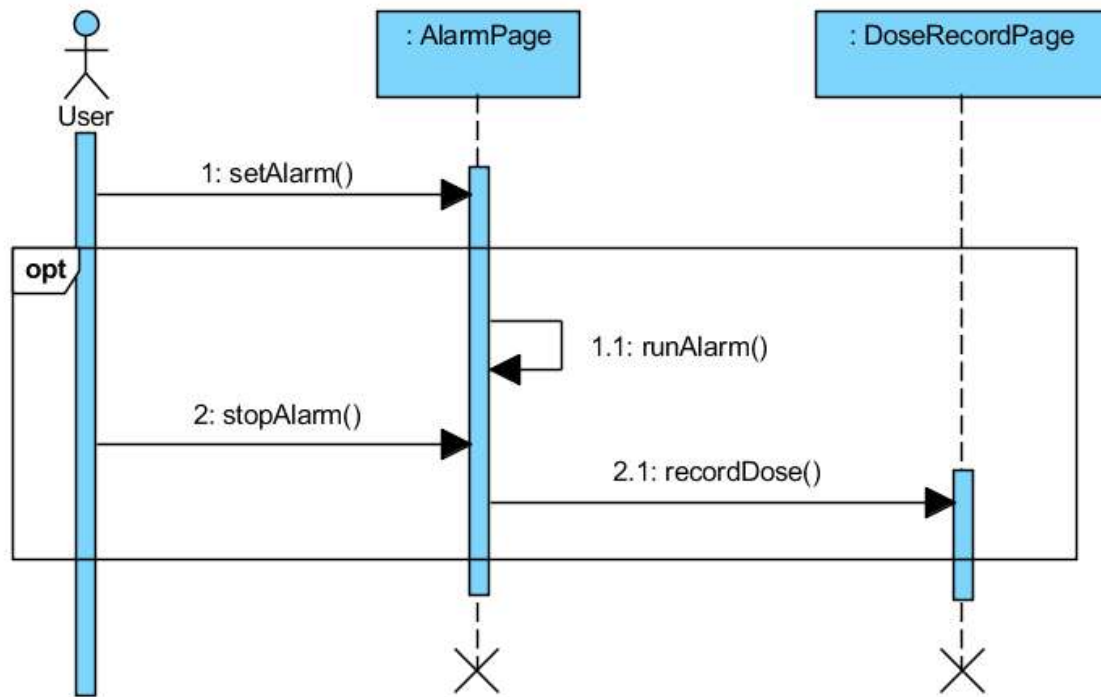 : AlarmPage
: DoseRecordPage
User
1: setAlarm()
opt
1.1: runAlarm()
2: stopAlarm()
2.1: recordDose()